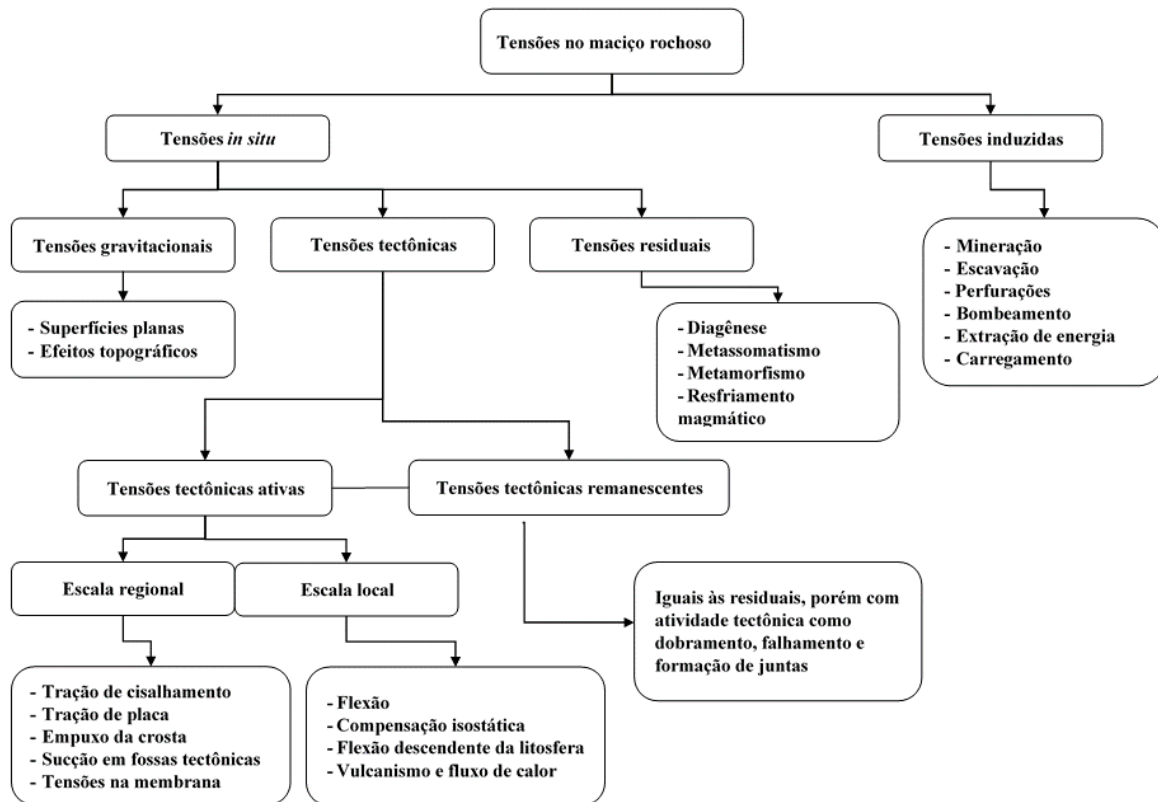 Tensões no maciço rochoso
Tensões in situ
Tensões induzidas
Tensões gravitacionais
Tensões tectônicas
Tensões residuais
- Mineração
- Escavação
- Perfurações
- Bombeamento
- Extração de energia
- Carregamento
- Superfícies planas
- Efeitos topográficos
- Diagênese
- Metassomatismo
- Metamorfismo
- Resfriamento
magmático
Tensões tectônicas ativas
Tensões tectônicas remanescentes
Escala regional
Escala local
Iguais às residuais, porém com
atividade tectônica como
dobramento, falhamento e
formação de juntas
- Tração de cisalhamento
- Tração de placa
- Empuxo da crosta
- Sucção em fossas tectônicas
- Tensões na membrana
- Flexão
- Compensação isostática
- Flexão descendente da litosfera
- Vulcanismo e fluxo de calor